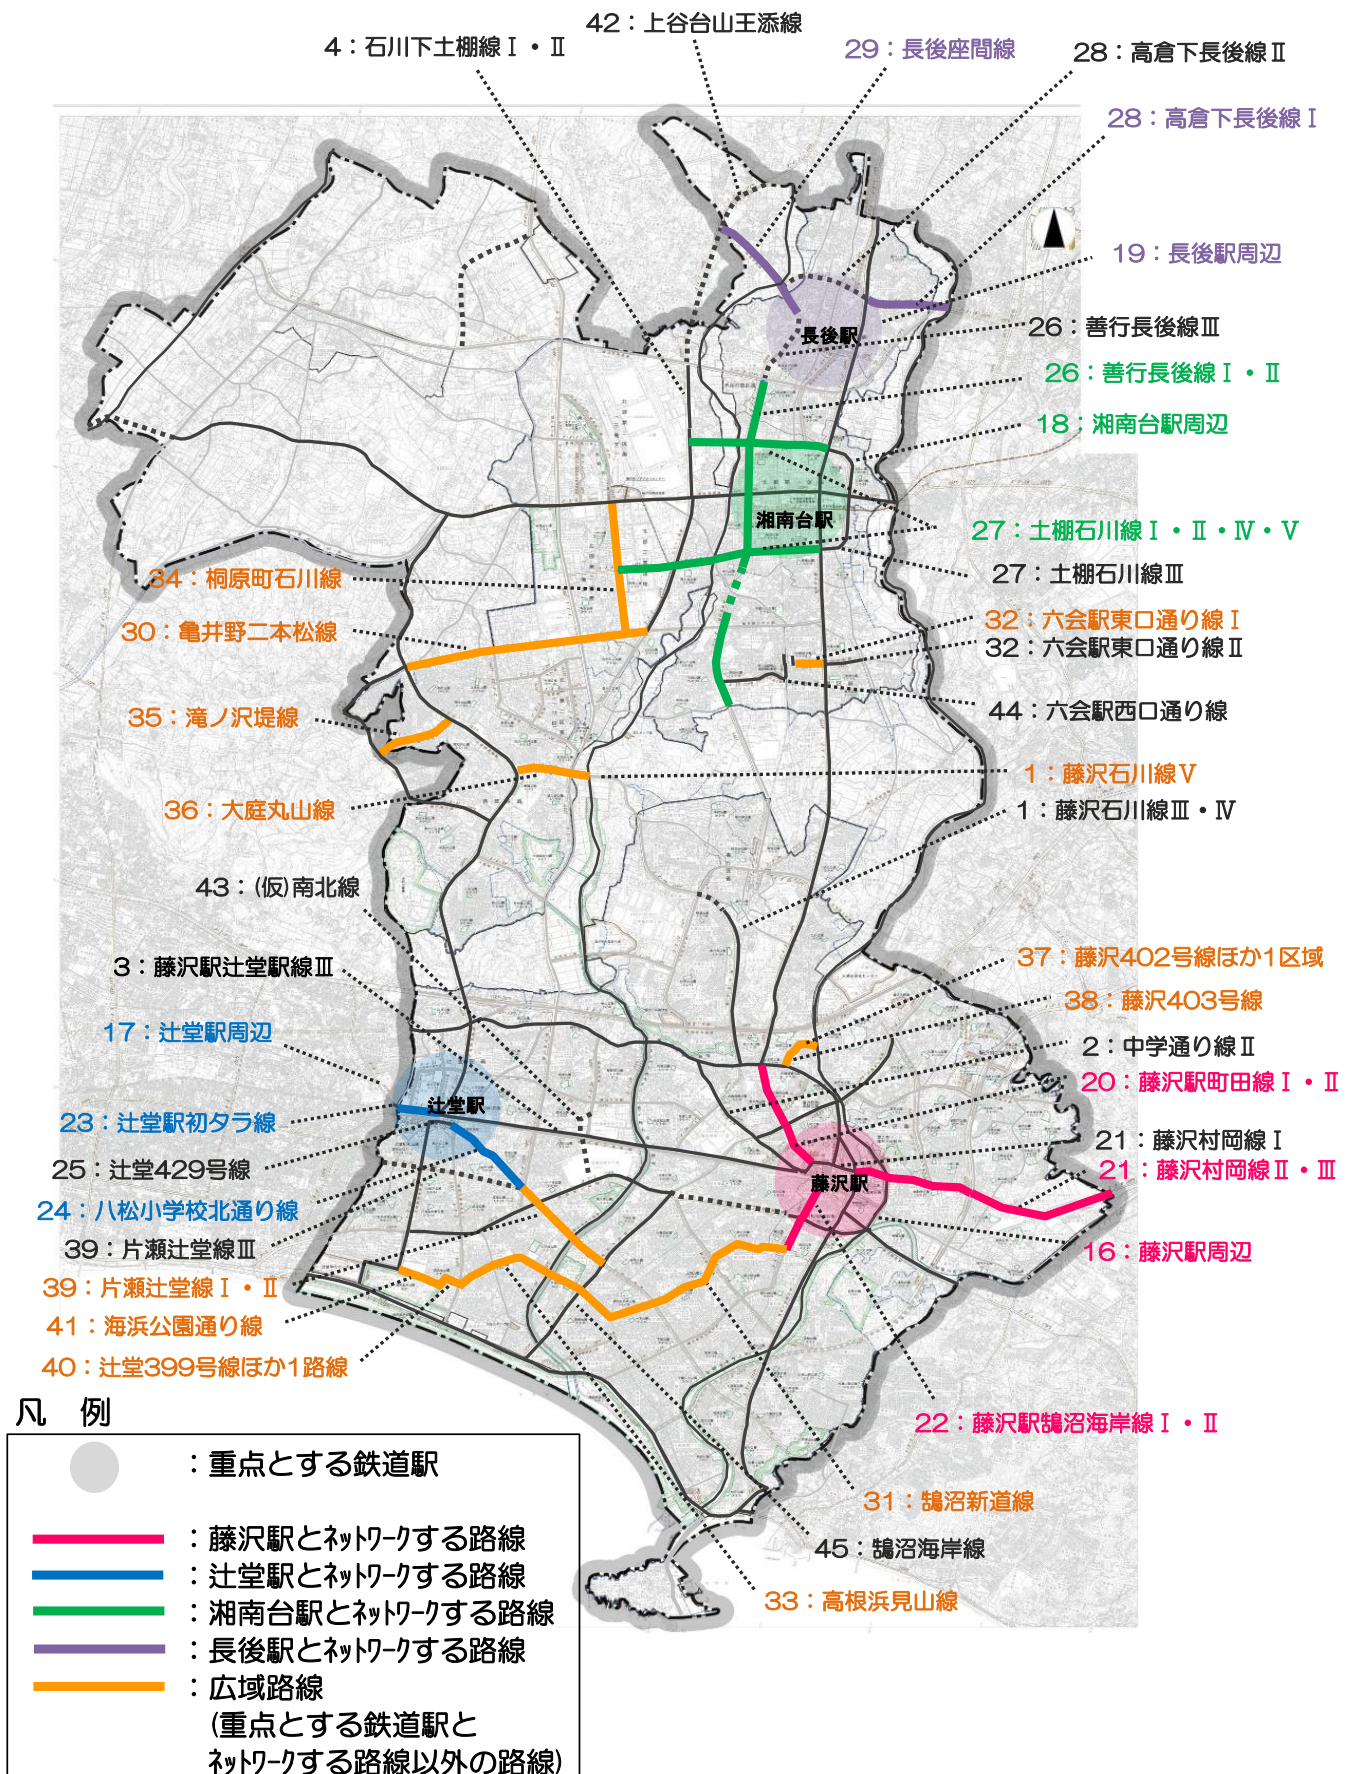 42：上谷台山王添線
4：石川下土棚線Ⅰ・Ⅱ
29：長後座間線
28：高倉下長後線Ⅱ
28：高倉下長後線Ⅰ
19：長後駅周辺
長後駅
26：善行長後線Ⅲ
26：善行長後線Ⅰ・Ⅱ
18：湘南台駅周辺
湘南台駅
27：土棚石川線Ⅰ・Ⅱ・Ⅳ・Ⅴ
34：桐原町石川線
27：土棚石川線Ⅲ
30：亀井野二本松線
32：六会駅東口通り線Ⅰ
32：六会駅東口通り線Ⅱ
35：滝ノ沢堤線
44：六会駅西口通り線
1：藤沢石川線Ⅴ
36：大庭丸山線
1：藤沢石川線Ⅲ・Ⅳ
43：(仮)南北線
3：藤沢駅辻堂駅線Ⅲ
37：藤沢402号線ほか1区域
38：藤沢403号線
17：辻堂駅周辺
2：中学通り線Ⅱ
20：藤沢駅町田線Ⅰ・Ⅱ
辻堂駅
23：辻堂駅初タラ線
21：藤沢村岡線Ⅰ
25：辻堂429号線
21：藤沢村岡線Ⅱ・Ⅲ
藤沢駅
24：八松小学校北通り線
39：片瀬辻堂線Ⅲ
16：藤沢駅周辺
39：片瀬辻堂線Ⅰ・Ⅱ
41：海浜公園通り線
40：辻堂399号線ほか1路線
22：藤沢駅鵠沼海岸線Ⅰ・Ⅱ
31：鵠沼新道線
45：鵠沼海岸線
33：高根浜見山線
凡　例
：重点とする鉄道駅
：藤沢駅とﾈｯﾄﾜｰｸする路線
：辻堂駅とﾈｯﾄﾜｰｸする路線
：湘南台駅とﾈｯﾄﾜｰｸする路線
：長後駅とﾈｯﾄﾜｰｸする路線
：広域路線
(重点とする鉄道駅と
ﾈｯﾄﾜｰｸする路線以外の路線)